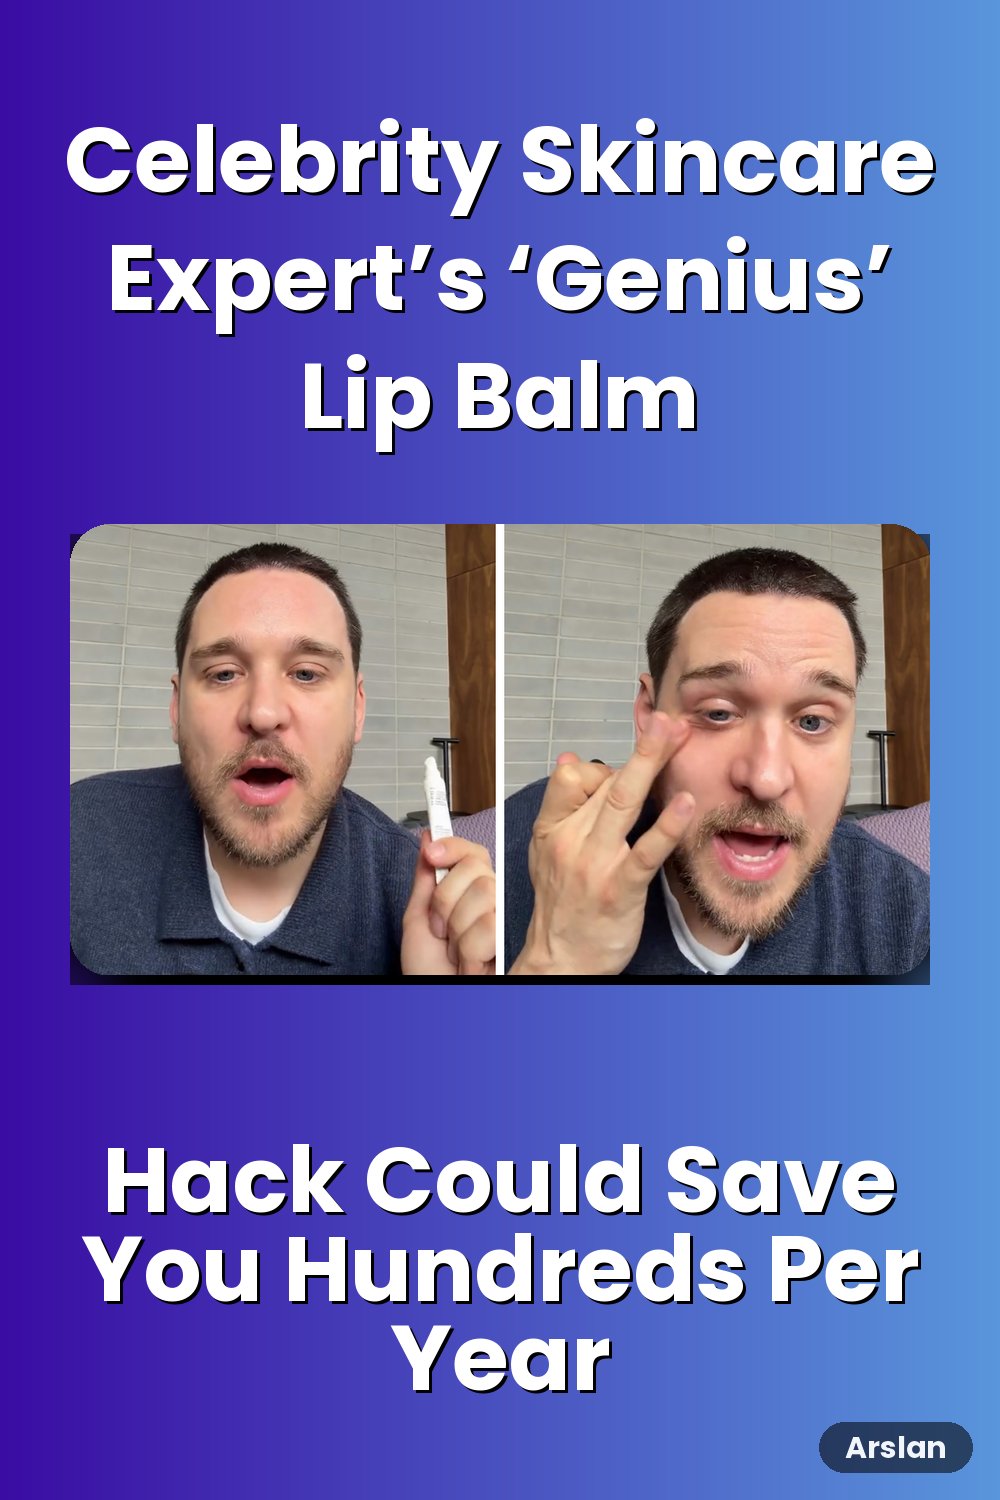 Celebrity Skincare
Expert’s ‘Genius’
Lip Balm
Hack Could Save
You Hundreds Per
Year
Arslan